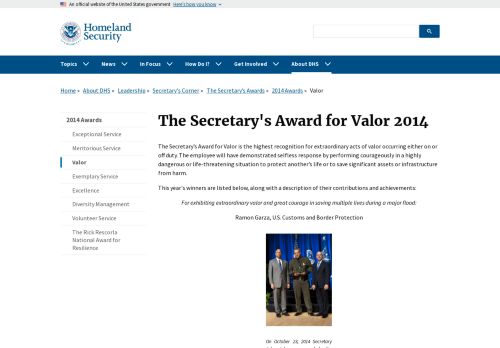 An official website of the United States government Here's how you know
Homeland
Security
Topics News In Focus How Do I? Get Involved About DHS
Home » About DHS » Leadership » Secretary's Corner » The Secretary's Awards » 2014 Awards » Valor
2014 Awards
Exceptional Service
Meritorious Service
Valor
Exemplary Service
Excellence
Diversity Management
Volunteer Service
The Rick Rescorla
National Award for
Resilience
The Secretary's Award for Valor 2014
The Secretary's Award for Valor is the highest recognition for extraordinary acts of valor occurring either on or
off duty. The employee will have demonstrated selfless response by performing courageously in a highly
dangerous or life-threatening situation to protect another's life or to save significant assets or infrastructure
from harm.
This year's winners are listed below, along with a description of their contributions and achievements:
For exhibiting extraordinary valor and great courage in saving multiple lives during a major flood:
Ramon Garza, U.S. Customs and Border Protection
On October 23, 2014 Secretary